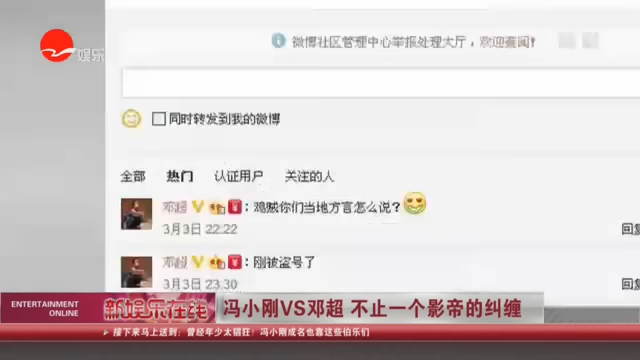 娱乐
微博社区管理中心举报处理大厅，欢迎查阅！
同时转发到我的微博
全部 热门 认证用户 关注的人
邓超：鸡贼你们当地方言怎么说？
3月3日 22:22
回复
邓超：刚被盗号了
3月3日 23:30
回复
ENTERTAINMENT
ONLINE
新娱乐在线
冯小刚VS邓超 不止一个影帝的纠缠
接下来马上送到：曾经年少太猖狂！冯小刚成名也靠这些伯乐们